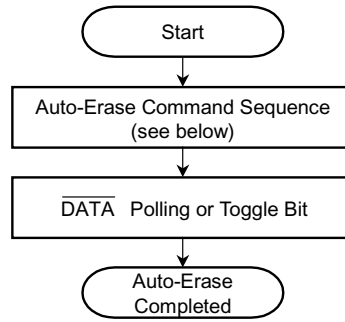 Start
Auto-Erase Command Sequence
(see below)
DATA Polling or Toggle Bit
Auto-Erase
Completed